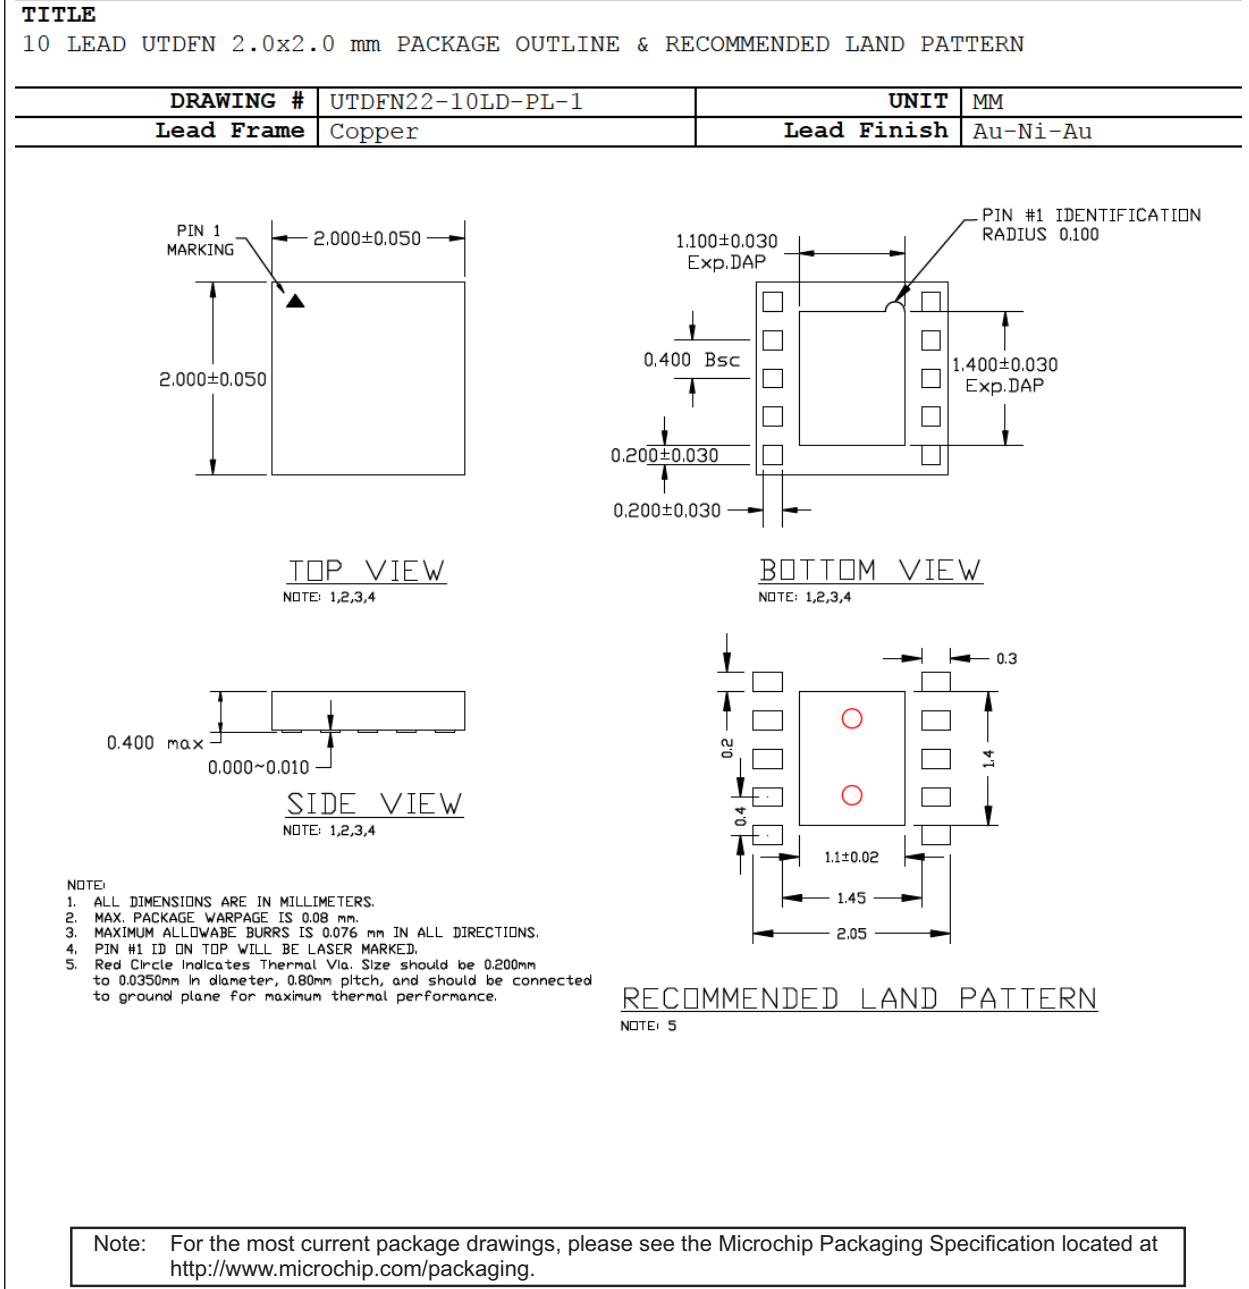 TITLE
10 LEAD UTDFN 2.0x2.0 mm PACKAGE OUTLINE & RECOMMENDED LAND PATTERN
DRAWING # UTDFN22-10LD-PL-1 UNIT MM
Lead Frame Copper Lead Finish Au-Ni-Au
PIN 1
MARKING
2.000±0.050
2.000±0.050
TOP VIEW
NOTE: 1,2,3,4
1.100±0.030
Exp.DAP
PIN #1 IDENTIFICATION
RADIUS 0.100
0.400 Bsc
1.400±0.030
Exp.DAP
0.200±0.030
0.200±0.030
BOTTOM VIEW
NOTE: 1,2,3,4
0.400 max
0.000~0.010
SIDE VIEW
NOTE: 1,2,3,4
0.3
0.2
1.4
0.4
1.1±0.02
1.45
2.05
RECOMMENDED LAND PATTERN
NOTE: 5
NOTE:
1. ALL DIMENSIONS ARE IN MILLIMETERS.
2. MAX. PACKAGE WARPAGE IS 0.08 mm.
3. MAXIMUM ALLOWABE BURRS IS 0.076 mm IN ALL DIRECTIONS.
4. PIN #1 ID ON TOP WILL BE LASER MARKED.
5. Red Circle Indicates Thermal Via. Size should be 0.200mm
to 0.0350mm in diameter, 0.80mm pitch, and should be connected
to ground plane for maximum thermal performance.
Note: For the most current package drawings, please see the Microchip Packaging Specification located at
http://www.microchip.com/packaging.